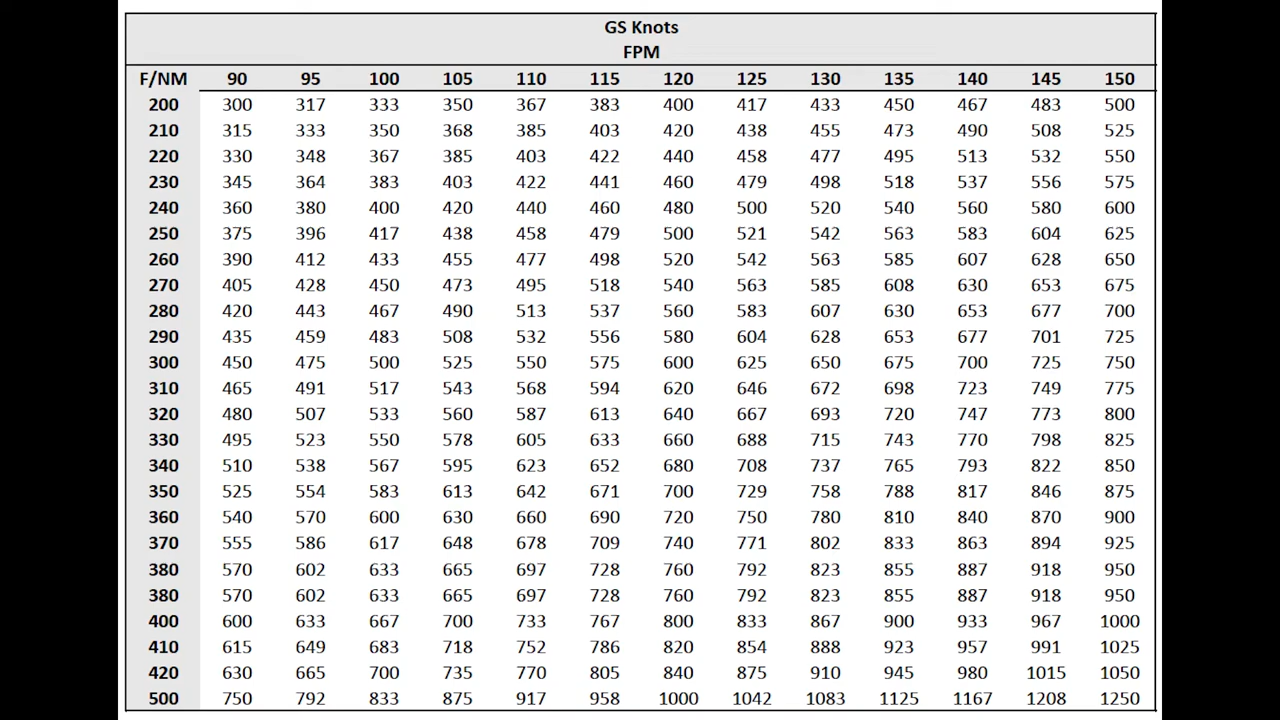 GS Knots
FPM
F/NM 90 95 100 105 110 115 120 125 130 135 140 145 150
200 300 317 333 350 367 383 400 417 433 450 467 483 500
210 315 333 350 368 385 403 420 438 455 473 490 508 525
220 330 348 367 385 403 422 440 458 477 495 513 532 550
230 345 364 383 403 422 441 460 479 498 518 537 556 575
240 360 380 400 420 440 460 480 500 520 540 560 580 600
250 375 396 417 438 458 479 500 521 542 563 583 604 625
260 390 412 433 455 477 498 520 542 563 585 607 628 650
270 405 428 450 473 495 518 540 563 585 608 630 653 675
280 420 443 467 490 513 537 560 583 607 630 653 677 700
290 435 459 483 508 532 556 580 604 628 653 677 701 725
300 450 475 500 525 550 575 600 625 650 675 700 725 750
310 465 491 517 543 568 594 620 646 672 698 723 749 775
320 480 507 533 560 587 613 640 667 693 720 747 773 800
330 495 523 550 578 605 633 660 688 715 743 770 798 825
340 510 538 567 595 623 652 680 708 737 765 793 822 850
350 525 554 583 613 642 671 700 729 758 788 817 846 875
360 540 570 600 630 660 690 720 750 780 810 840 870 900
370 555 586 617 648 678 709 740 771 802 833 863 894 925
380 570 602 633 665 697 728 760 792 823 855 887 918 950
380 570 602 633 665 697 728 760 792 823 855 887 918 950
400 600 633 667 700 733 767 800 833 867 900 933 967 1000
410 615 649 683 718 752 786 820 854 888 923 957 991 1025
420 630 665 700 735 770 805 840 875 910 945 980 1015 1050
500 750 792 833 875 917 958 1000 1042 1083 1125 1167 1208 1250